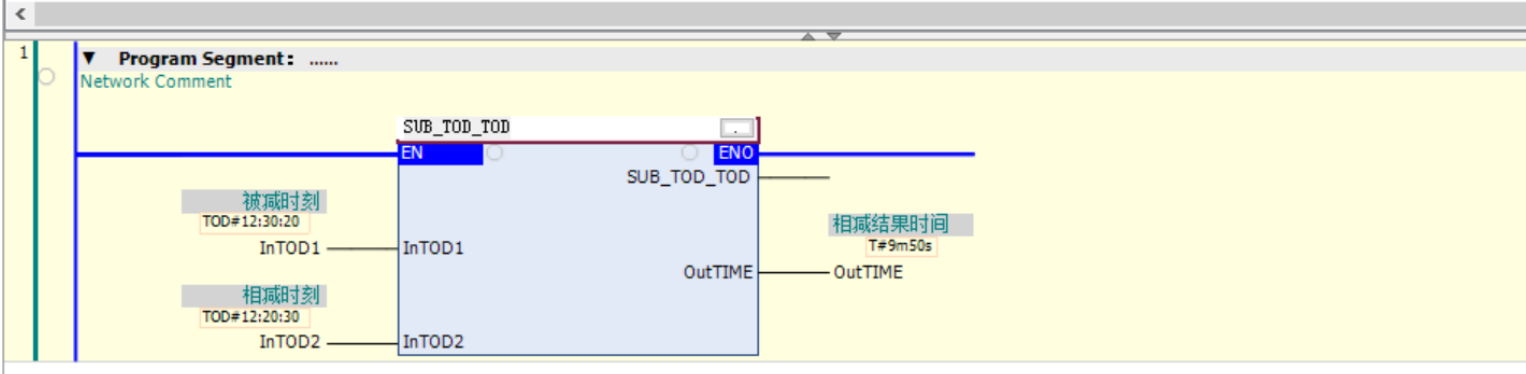 1
▼ Program Segment: ......
Network Comment
SUB_TOD_TOD
.
EN
ENO
SUB_TOD_TOD
被减时刻
TOD#12:30:20
InTOD1
InTOD1
相减结果时间
T#9m50s
OutTIME
OutTIME
相减时刻
TOD#12:20:30
InTOD2
InTOD2